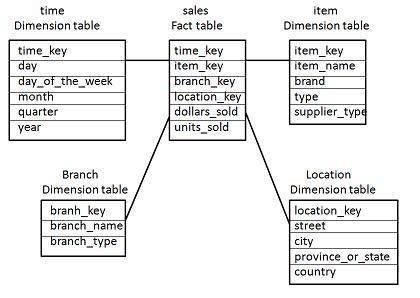 time
Dimension table
time_key
day
day_of_the_week
month
quarter
year
sales
Fact table
time_key
item_key
branch_key
location_key
dollars_sold
units_sold
item
Dimension table
item_key
item_name
brand
type
supplier_type
Branch
Dimension table
branh_key
branch_name
branch_type
Location
Dimension table
location_key
street
city
province_or_state
country